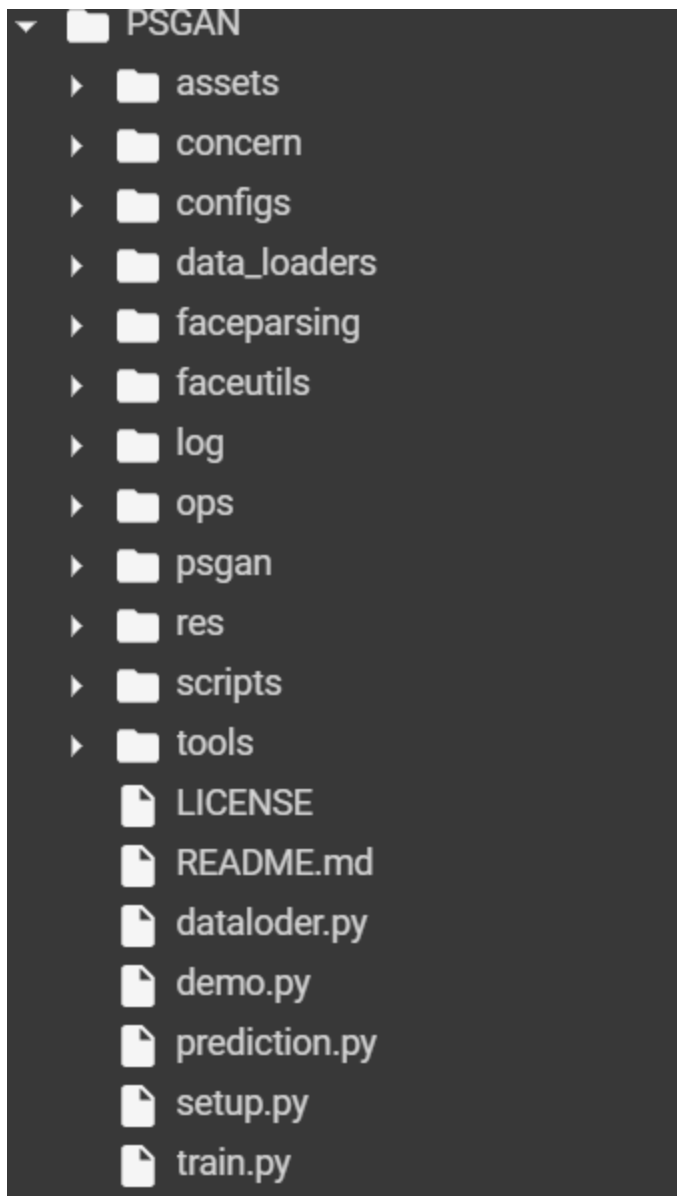 PSGAN
assets
concern
configs
data_loaders
faceparsing
faceutils
log
ops
psgan
res
scripts
tools
LICENSE
README.md
dataloder.py
demo.py
prediction.py
setup.py
train.py